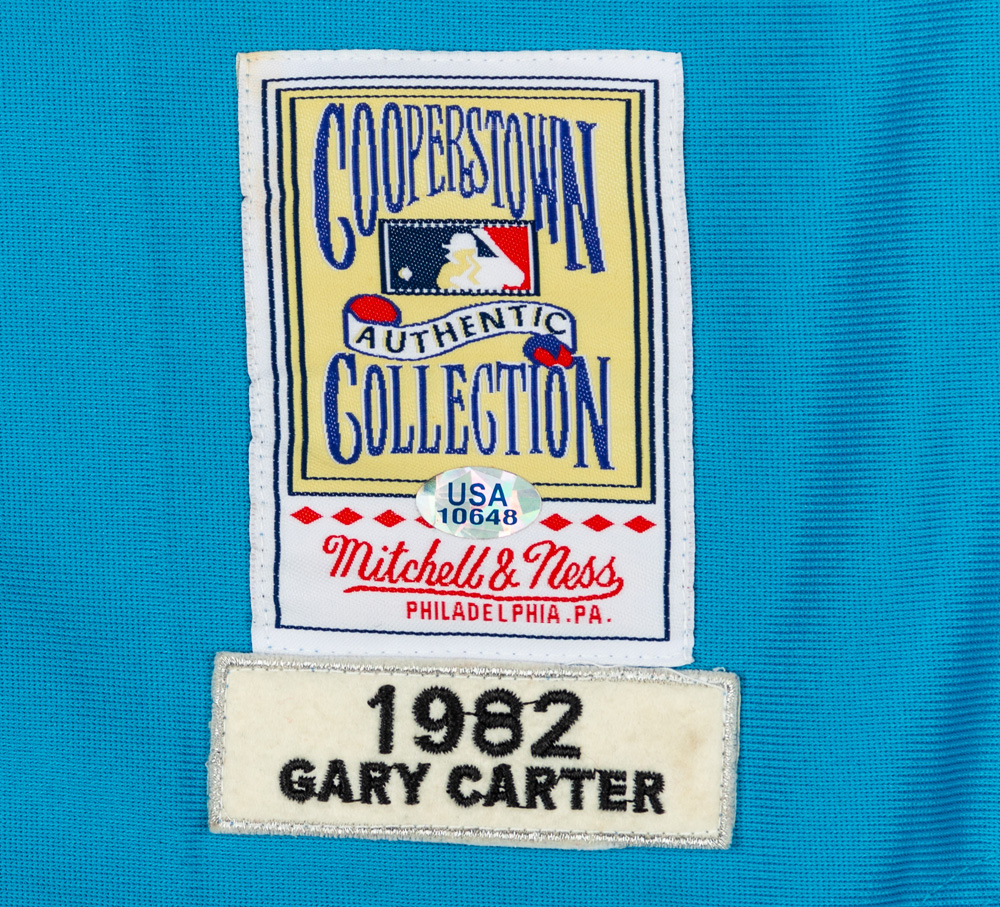 COOPERSTOWN
AUTHENTIC
COLLECTION
USA
10648
Mitchell & Ness
PHILADELPHIA.PA.
1982
GARY CARTER